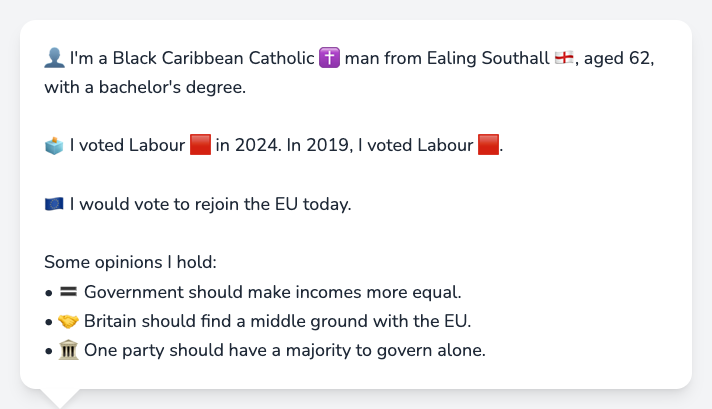 👤 I'm a Black Caribbean Catholic ✝️ man from Ealing Southall 🏴󠁧󠁢󠁥󠁮󠁧󠁿, aged 62,
with a bachelor's degree.
🗳️ I voted Labour 🟥 in 2024. In 2019, I voted Labour 🟥.
🇪🇺 I would vote to rejoin the EU today.
Some opinions I hold:
• 🟰 Government should make incomes more equal.
• 🤝 Britain should find a middle ground with the EU.
• 🏛️ One party should have a majority to govern alone.